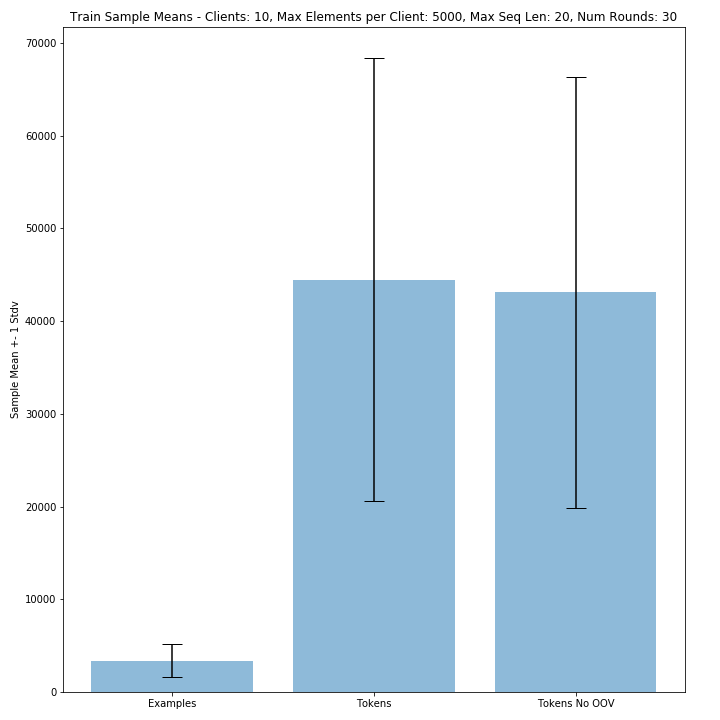 Train Sample Means - Clients: 10, Max Elements per Client: 5000, Max Seq Len: 20, Num Rounds: 30
70000
60000
50000
40000
30000
20000
10000
0
Sample Mean +- 1 Stdv
Examples
Tokens
Tokens No OOV